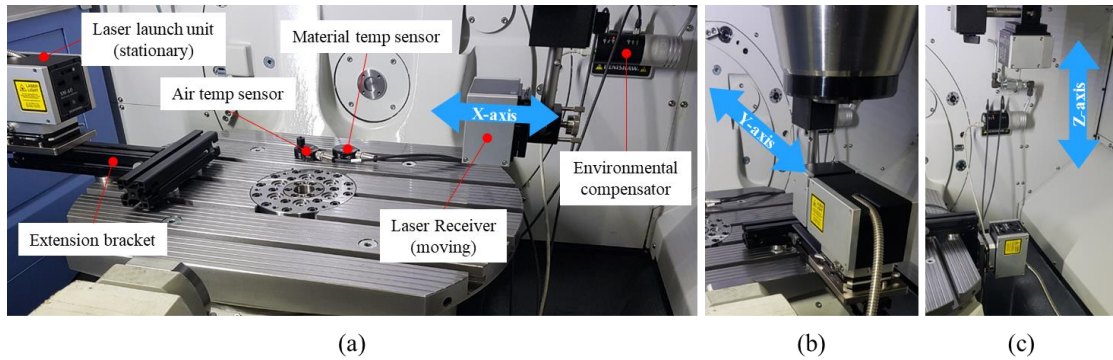 Laser launch unit
(stationary)
Material temp sensor
Air temp sensor
X-axis
RENISHAW
Environmental
compensator
Laser Receiver
(moving)
Extension bracket
Y-axis
Z-axis
(a)
(b)
(c)